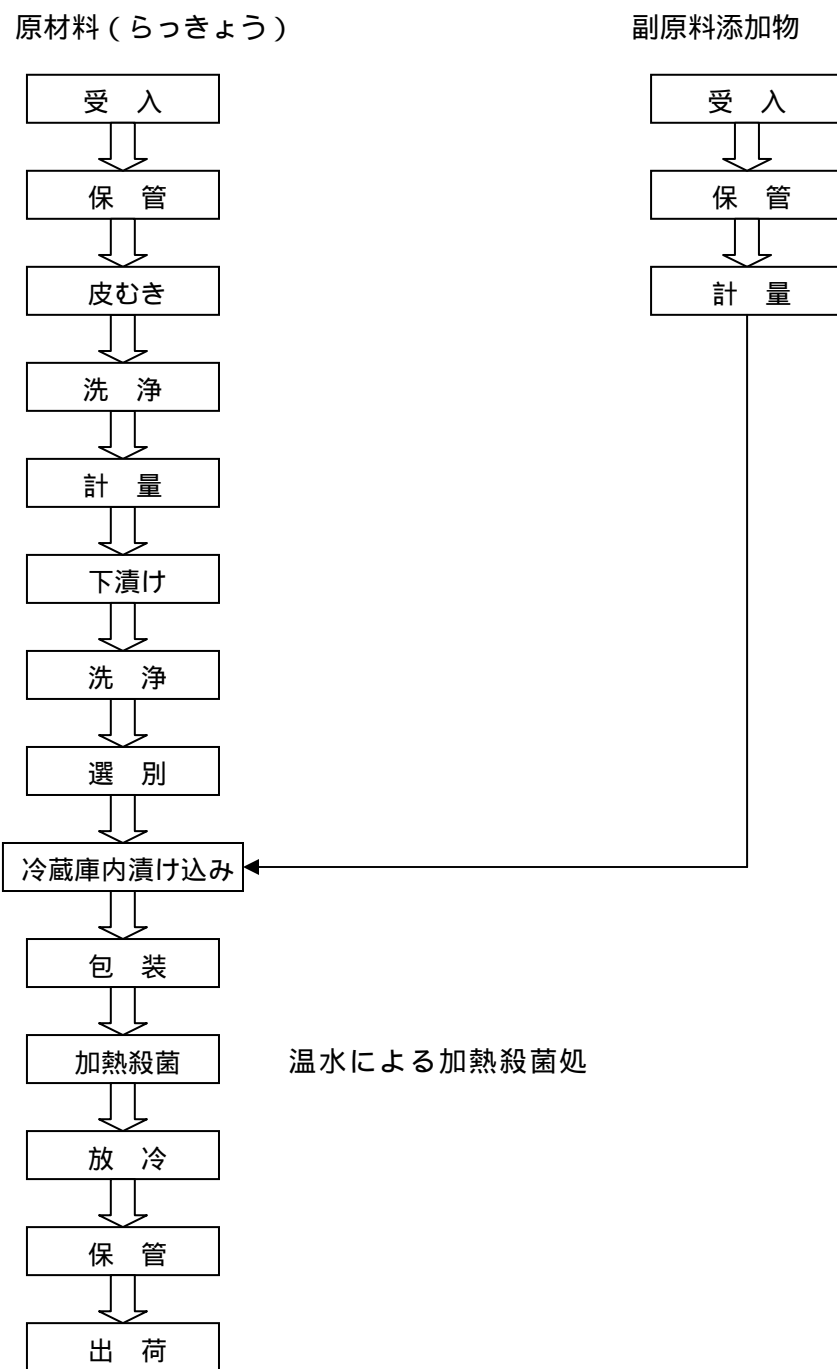 原材料（らっきょう）
副原料添加物
受　入
保　管
皮むき
洗　浄
計　量
下漬け
洗　浄
選　別
冷蔵庫内漬け込み
包　装
加熱殺菌
温水による加熱殺菌処
放　冷
保　管
出　荷
受　入
保　管
計　量